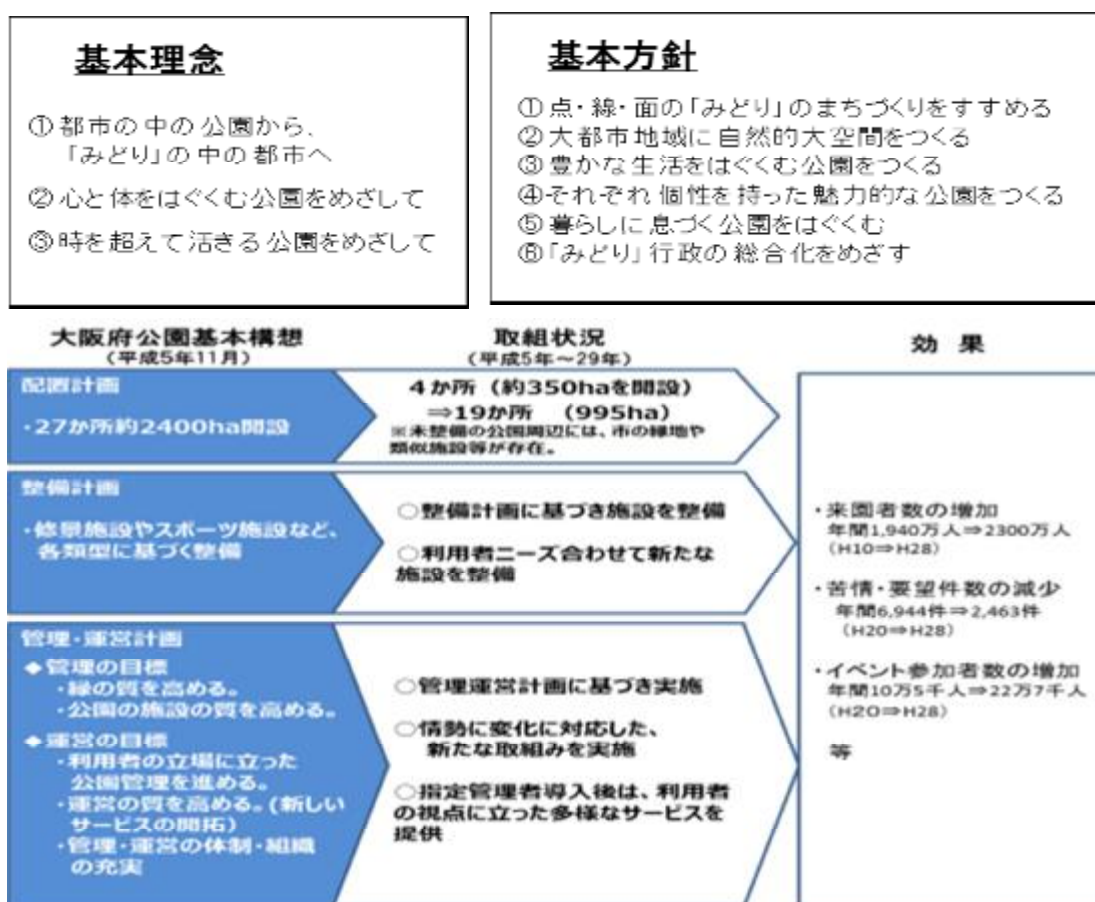 基本理念
①都市の中の公園から、
「みどり」の中の都市へ
②心と体をはぐくむ公園をめざして
③時を超えて活きる公園をめざして
基本方針
①点・線・面の「みどり」のまちづくりをすすめる
②大都市地域に自然的大空間をつくる
③豊かな生活をはぐくむ公園をつくる
④それぞれ個性を持った魅力的な公園をつくる
⑤暮らしに息づく公園をはぐくむ
⑥「みどり」行政の総合化をめざす
大阪府公園基本構想
(平成5年11月)
取組状況
(平成5年～29年)
効果
配置計画
・27か所約2400ha開設
4か所(約350haを開設)
⇒19か所 (995ha)
※未整備の公園周辺には、市の緑地や
類似施設等が存在。
整備計画
・修景施設やスポーツ施設など、
各類型に基づく整備
○整備計画に基づき施設を整備
○利用者ニーズ合わせて新たな
施設を整備
管理・運営計画
◆管理の目標
・緑の質を高める。
・公園の施設の質を高める。
◆運営の目標
・利用者の立場に立った
公園管理を進める。
・運営の質を高める。(新しい
サービスの開拓)
・管理・運営の体制・組織
の充実
○管理運営計画に基づき実施
○情勢に変化に対応した、
新たな取組みを実施
○指定管理者導入後は、利用者
の視点に立った多様なサービスを
提供
・来園者数の増加
年間1,940万人⇒2300万人
(H10⇒H28)
・苦情・要望件数の減少
年間6,944件⇒2,463件
(H20⇒H28)
・イベント参加者数の増加
年間10万5千人⇒22万7千人
(H20⇒H28)
等